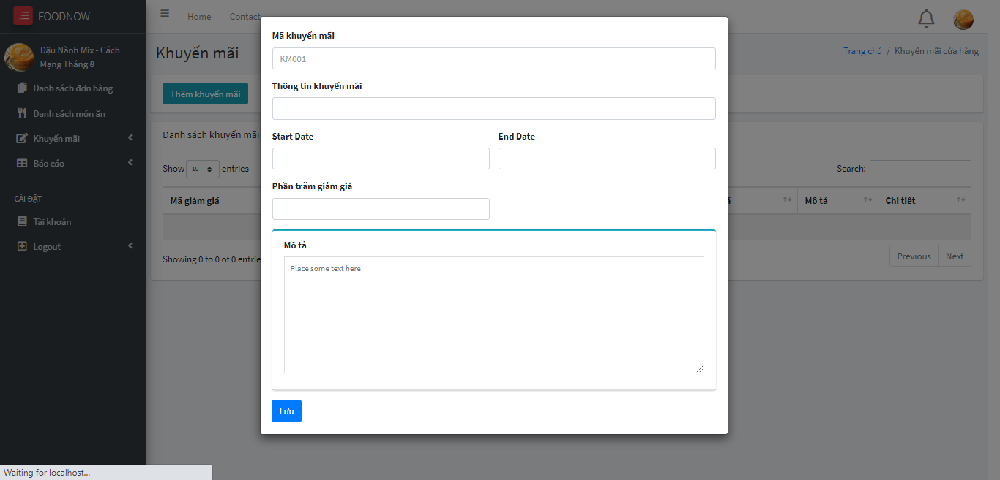 FOODNOW
Home
Contact
Đậu Nành Mix - Cách
Mạng Tháng 8
Danh sách đơn hàng
Danh sách món ăn
Khuyến mãi
Báo cáo
CÀI ĐẶT
Tài khoản
Logout
Khuyến mãi
Trang chủ / Khuyến mãi cửa hàng
Thêm khuyến mãi
Danh sách khuyến mãi
Show 10 entries
Search:
Mã giảm giá
Mô tả
Chi tiết
Showing 0 to 0 of 0 entrie
Previous
Next
Mã khuyến mãi
KM001
Thông tin khuyến mãi
Start Date
End Date
Phần trăm giảm giá
Mô tả
Place some text here
Lưu
Waiting for localhost...